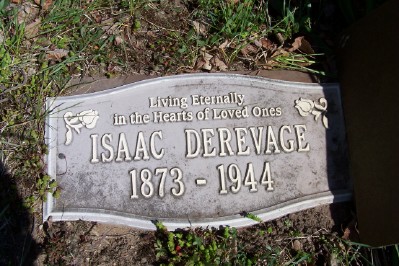 Living Eternally
in the Hearts of Loved Ones
ISAAC DEREVAGE
1873 - 1944